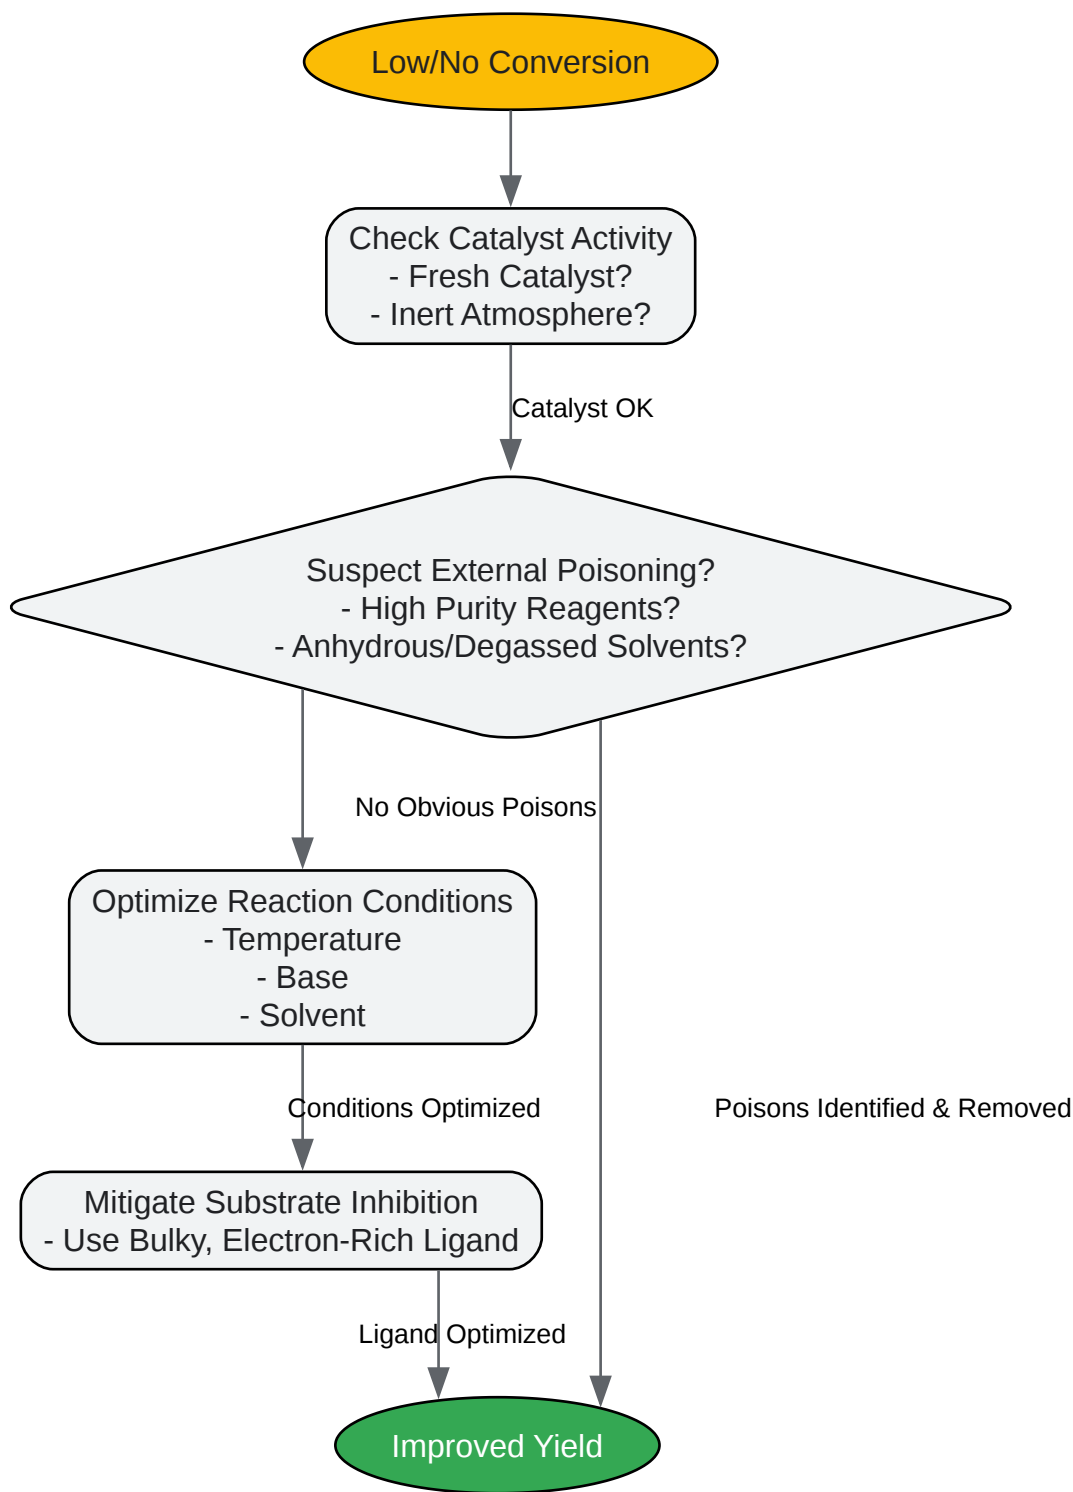 Low/No Conversion
Check Catalyst Activity
- Fresh Catalyst?
- Inert Atmosphere?
Catalyst OK
Suspect External Poisoning?
- High Purity Reagents?
- Anhydrous/Degassed Solvents?
No Obvious Poisons
Optimize Reaction Conditions
- Temperature
- Base
- Solvent
Conditions Optimized
Poisons Identified & Removed
Mitigate Substrate Inhibition
- Use Bulky, Electron-Rich Ligand
Ligand Optimized
Improved Yield